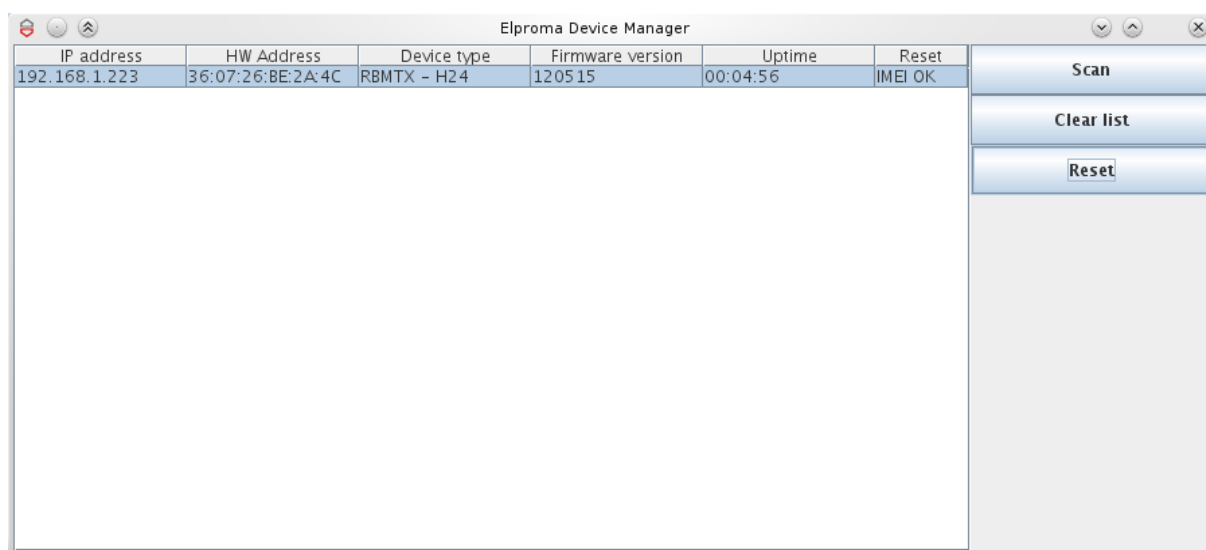 Elproma Device Manager
IP address HW Address Device type Firmware version Uptime Reset
192.168.1.223 36:07:26:BE:2A:4C RBMTX - H24 120515 00:04:56 IMEI OK
Scan
Clear list
Reset